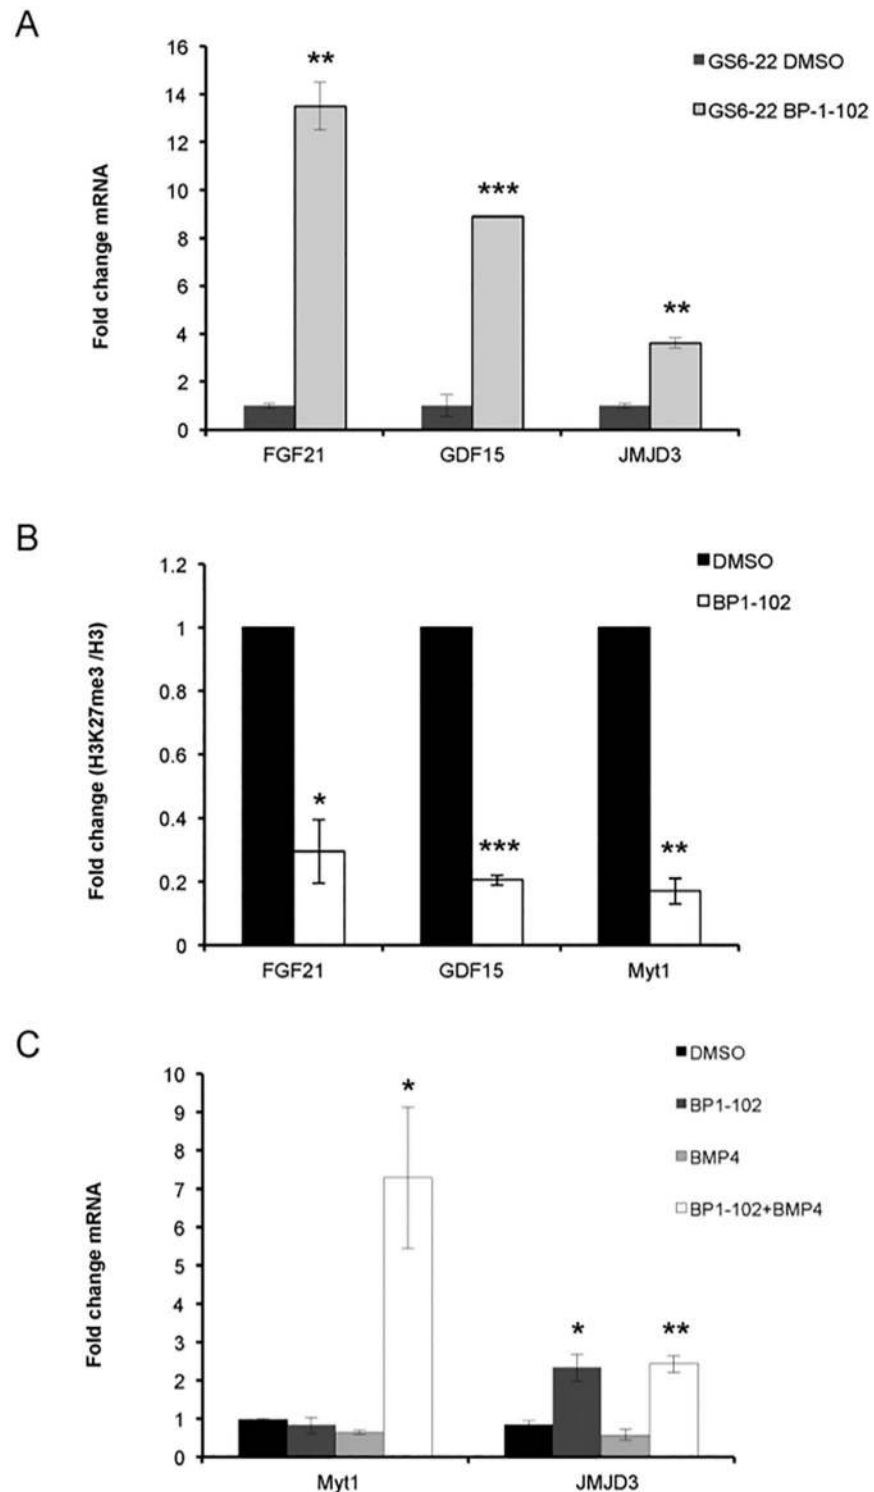 A
16
14
12
10
8
6
4
2
0
Fold change mRNA
**
***
**
GS6-22 DMSO
GS6-22 BP-1-102
FGF21
GDF15
JMJD3
B
1.2
1
0.8
0.6
0.4
0.2
0
Fold change (H3K27me3 /H3)
*
***
**
DMSO
BP1-102
FGF21
GDF15
Myt1
C
10
9
8
7
6
5
4
3
2
1
0
Fold change mRNA
*
*
**
DMSO
BP1-102
BMP4
BP1-102+BMP4
Myt1
JMJD3